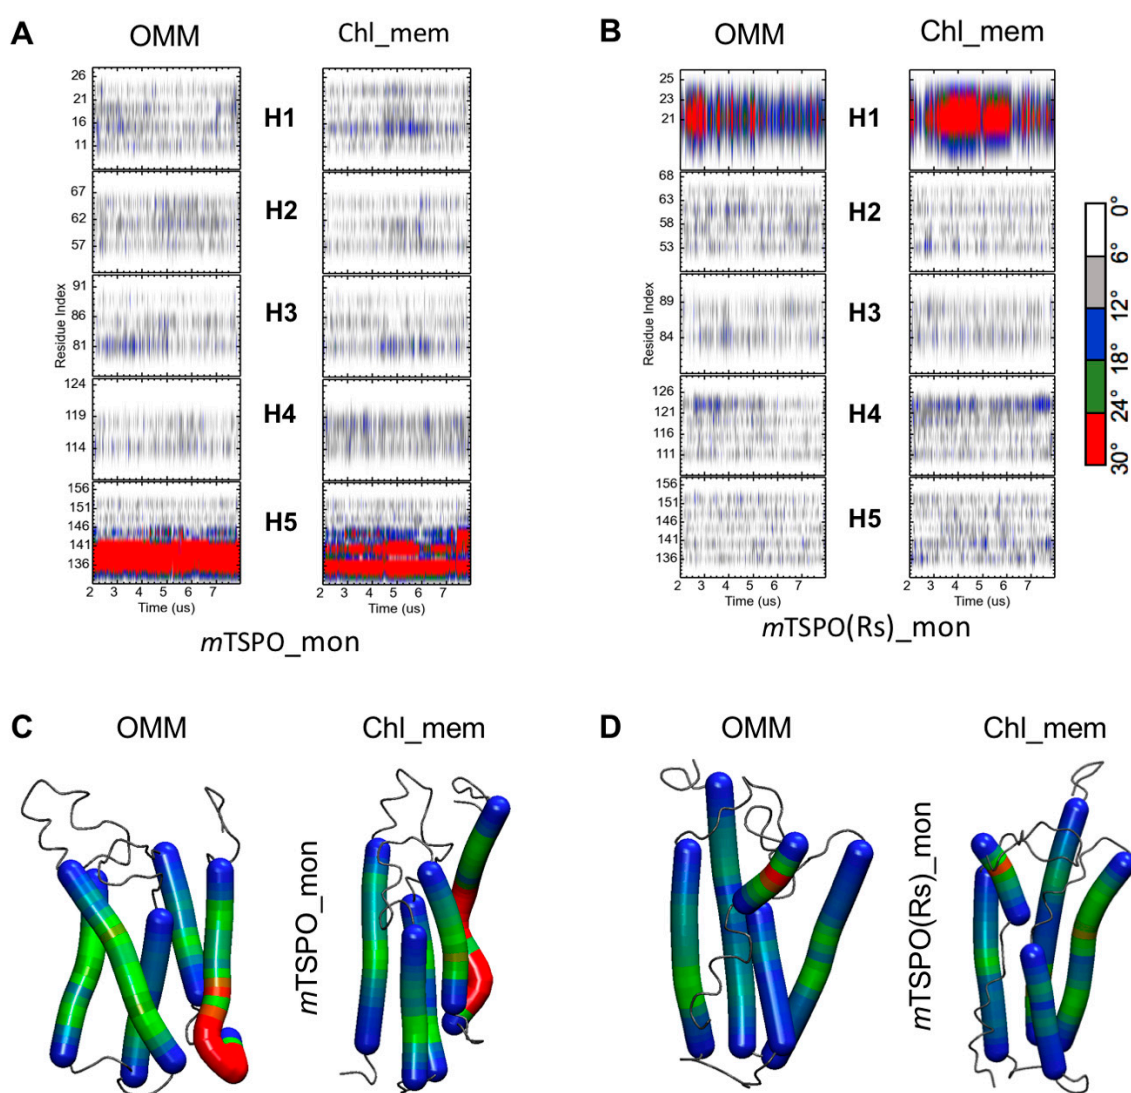 A
OMM
Chl_mem
B
OMM
Chl_mem
26
21
16
11
H1
67
62
57
H2
Residue Index
91
86
81
H3
124
119
114
H4
156
151
146
141
136
H5
2 3 4 5 6 7
Time (us)
2 3 4 5 6 7
Time (us)
mTSPO_mon
25
23
21
H1
68
63
58
53
H2
Residue Index
89
84
H3
126
121
116
111
H4
156
151
146
141
136
H5
2 3 4 5 6 7
Time (us)
2 3 4 5 6 7
Time (us)
mTSPO(Rs)_mon
0°
6°
12°
18°
24°
30°
C
OMM
Chl_mem
mTSPO_mon
D
OMM
Chl_mem
mTSPO(Rs)_mon